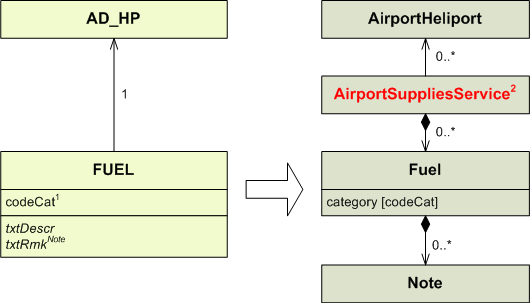 AD_HP
1
FUEL
codeCat1
txtDescr
txtRmkNote
AirportHeliport
0..*
AirportSuppliesService2
0..*
Fuel
category [codeCat]
0..*
Note